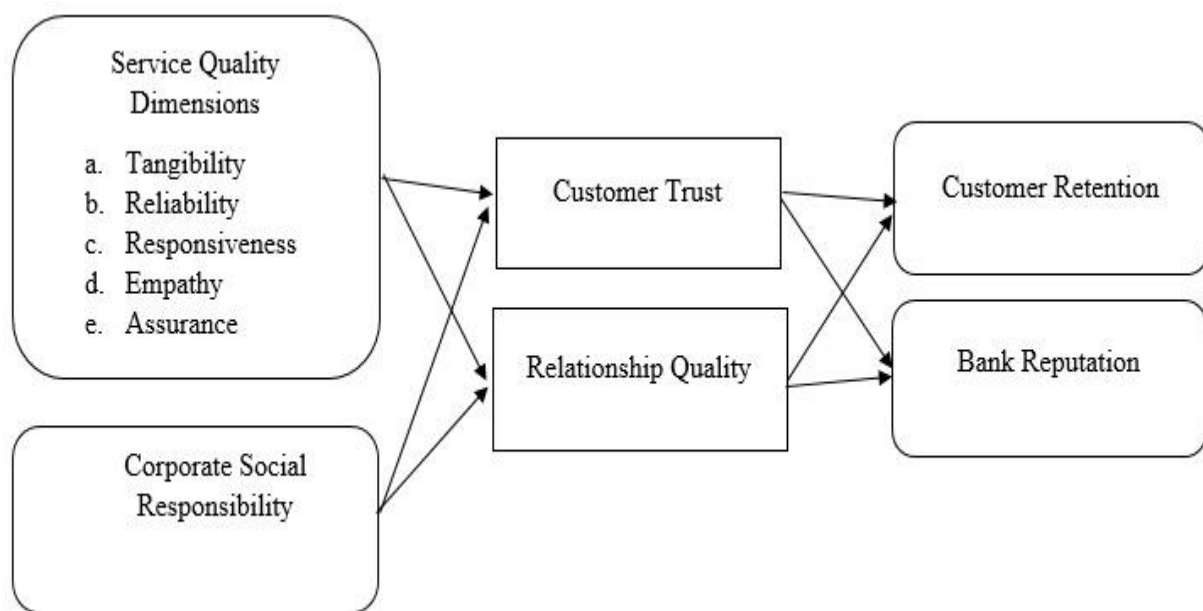 Service Quality
Dimensions
a. Tangibility
b. Reliability
c. Responsiveness
d. Empathy
e. Assurance
Corporate Social
Responsibility
Customer Trust
Relationship Quality
Customer Retention
Bank Reputation